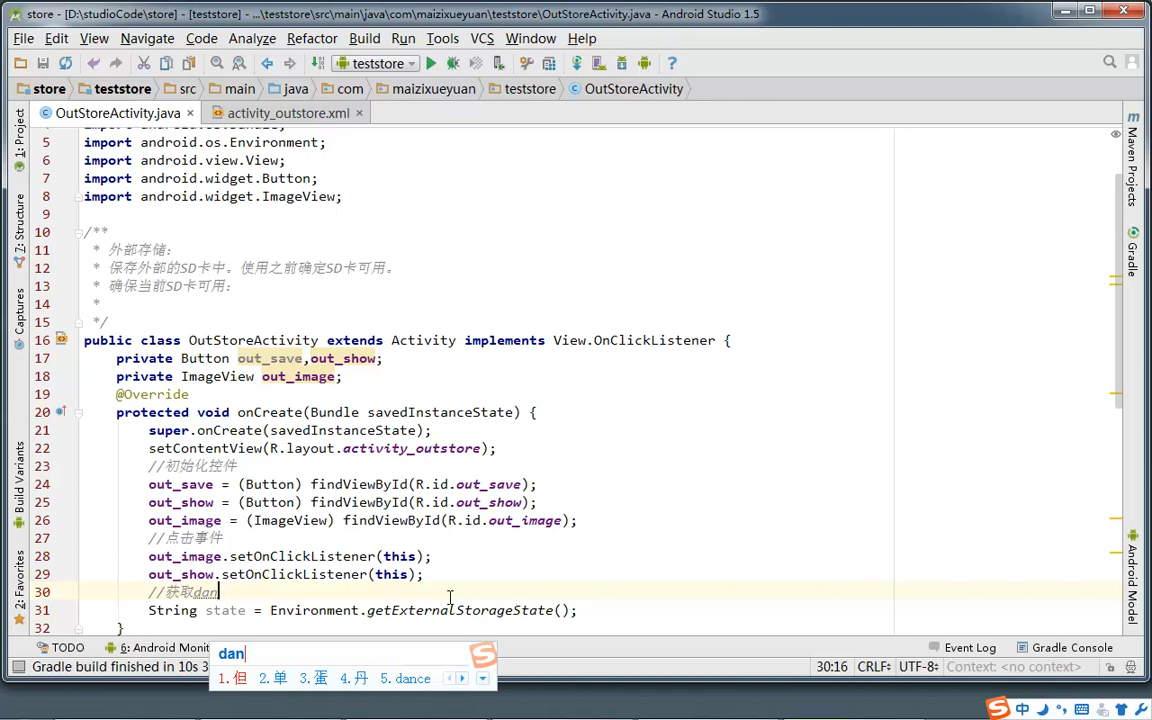 store - [D:\studioCode\store] - [teststore] - ...\teststore\src\main\java\com\maizixueyuan\teststore\OutStoreActivity.java - Android Studio 1.5
File Edit View Navigate Code Analyze Refactor Build Run Tools VCS Window Help
teststore
store teststore src main java com maizixueyuan teststore OutStoreActivity
OutStoreActivity.java activity_outstore.xml
5 import android.os.Environment;
6 import android.view.View;
7 import android.widget.Button;
8 import android.widget.ImageView;
9
10 /**
11 * 外部存储：
12 * 保存外部的SD卡中。使用之前确定SD卡可用。
13 * 确保当前SD卡可用：
14 *
15 */
16 public class OutStoreActivity extends Activity implements View.OnClickListener {
17 private Button out_save,out_show;
18 private ImageView out_image;
19 @Override
20 protected void onCreate(Bundle savedInstanceState) {
21 super.onCreate(savedInstanceState);
22 setContentView(R.layout.activity_outstore);
23 //初始化控件
24 out_save = (Button) findViewById(R.id.out_save);
25 out_show = (Button) findViewById(R.id.out_show);
26 out_image = (ImageView) findViewById(R.id.out_image);
27 //点击事件
28 out_image.setOnClickListener(this);
29 out_show.setOnClickListener(this);
30 //获取dan
31 String state = Environment.getExternalStorageState();
32 }
1: Project
7: Structure
Captures
Build Variants
2: Favorites
m Maven Projects
Gradle
Android Model
TODO 6: Android Monit Event Log Gradle Console
dan
1.但 2.单 3.蛋 4.丹 5.dance
Gradle build finished in 10s 3 30:16 CRLF UTF-8 Context: <no context>
中